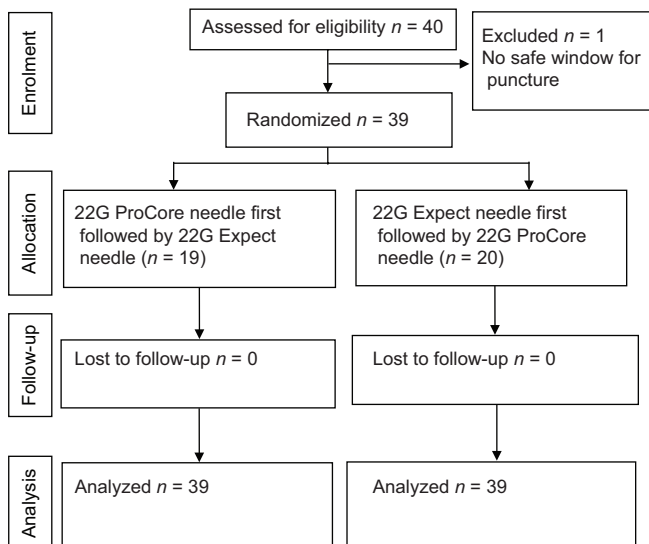 Enrolment
Assessed for eligibility n = 40
Excluded n = 1
No safe window for
puncture
Randomized n = 39
Allocation
22G ProCore needle first
followed by 22G Expect
needle (n = 19)
22G Expect needle first
followed by 22G ProCore
needle (n = 20)
Follow-up
Lost to follow-up n = 0
Lost to follow-up n = 0
Analysis
Analyzed n = 39
Analyzed n = 39